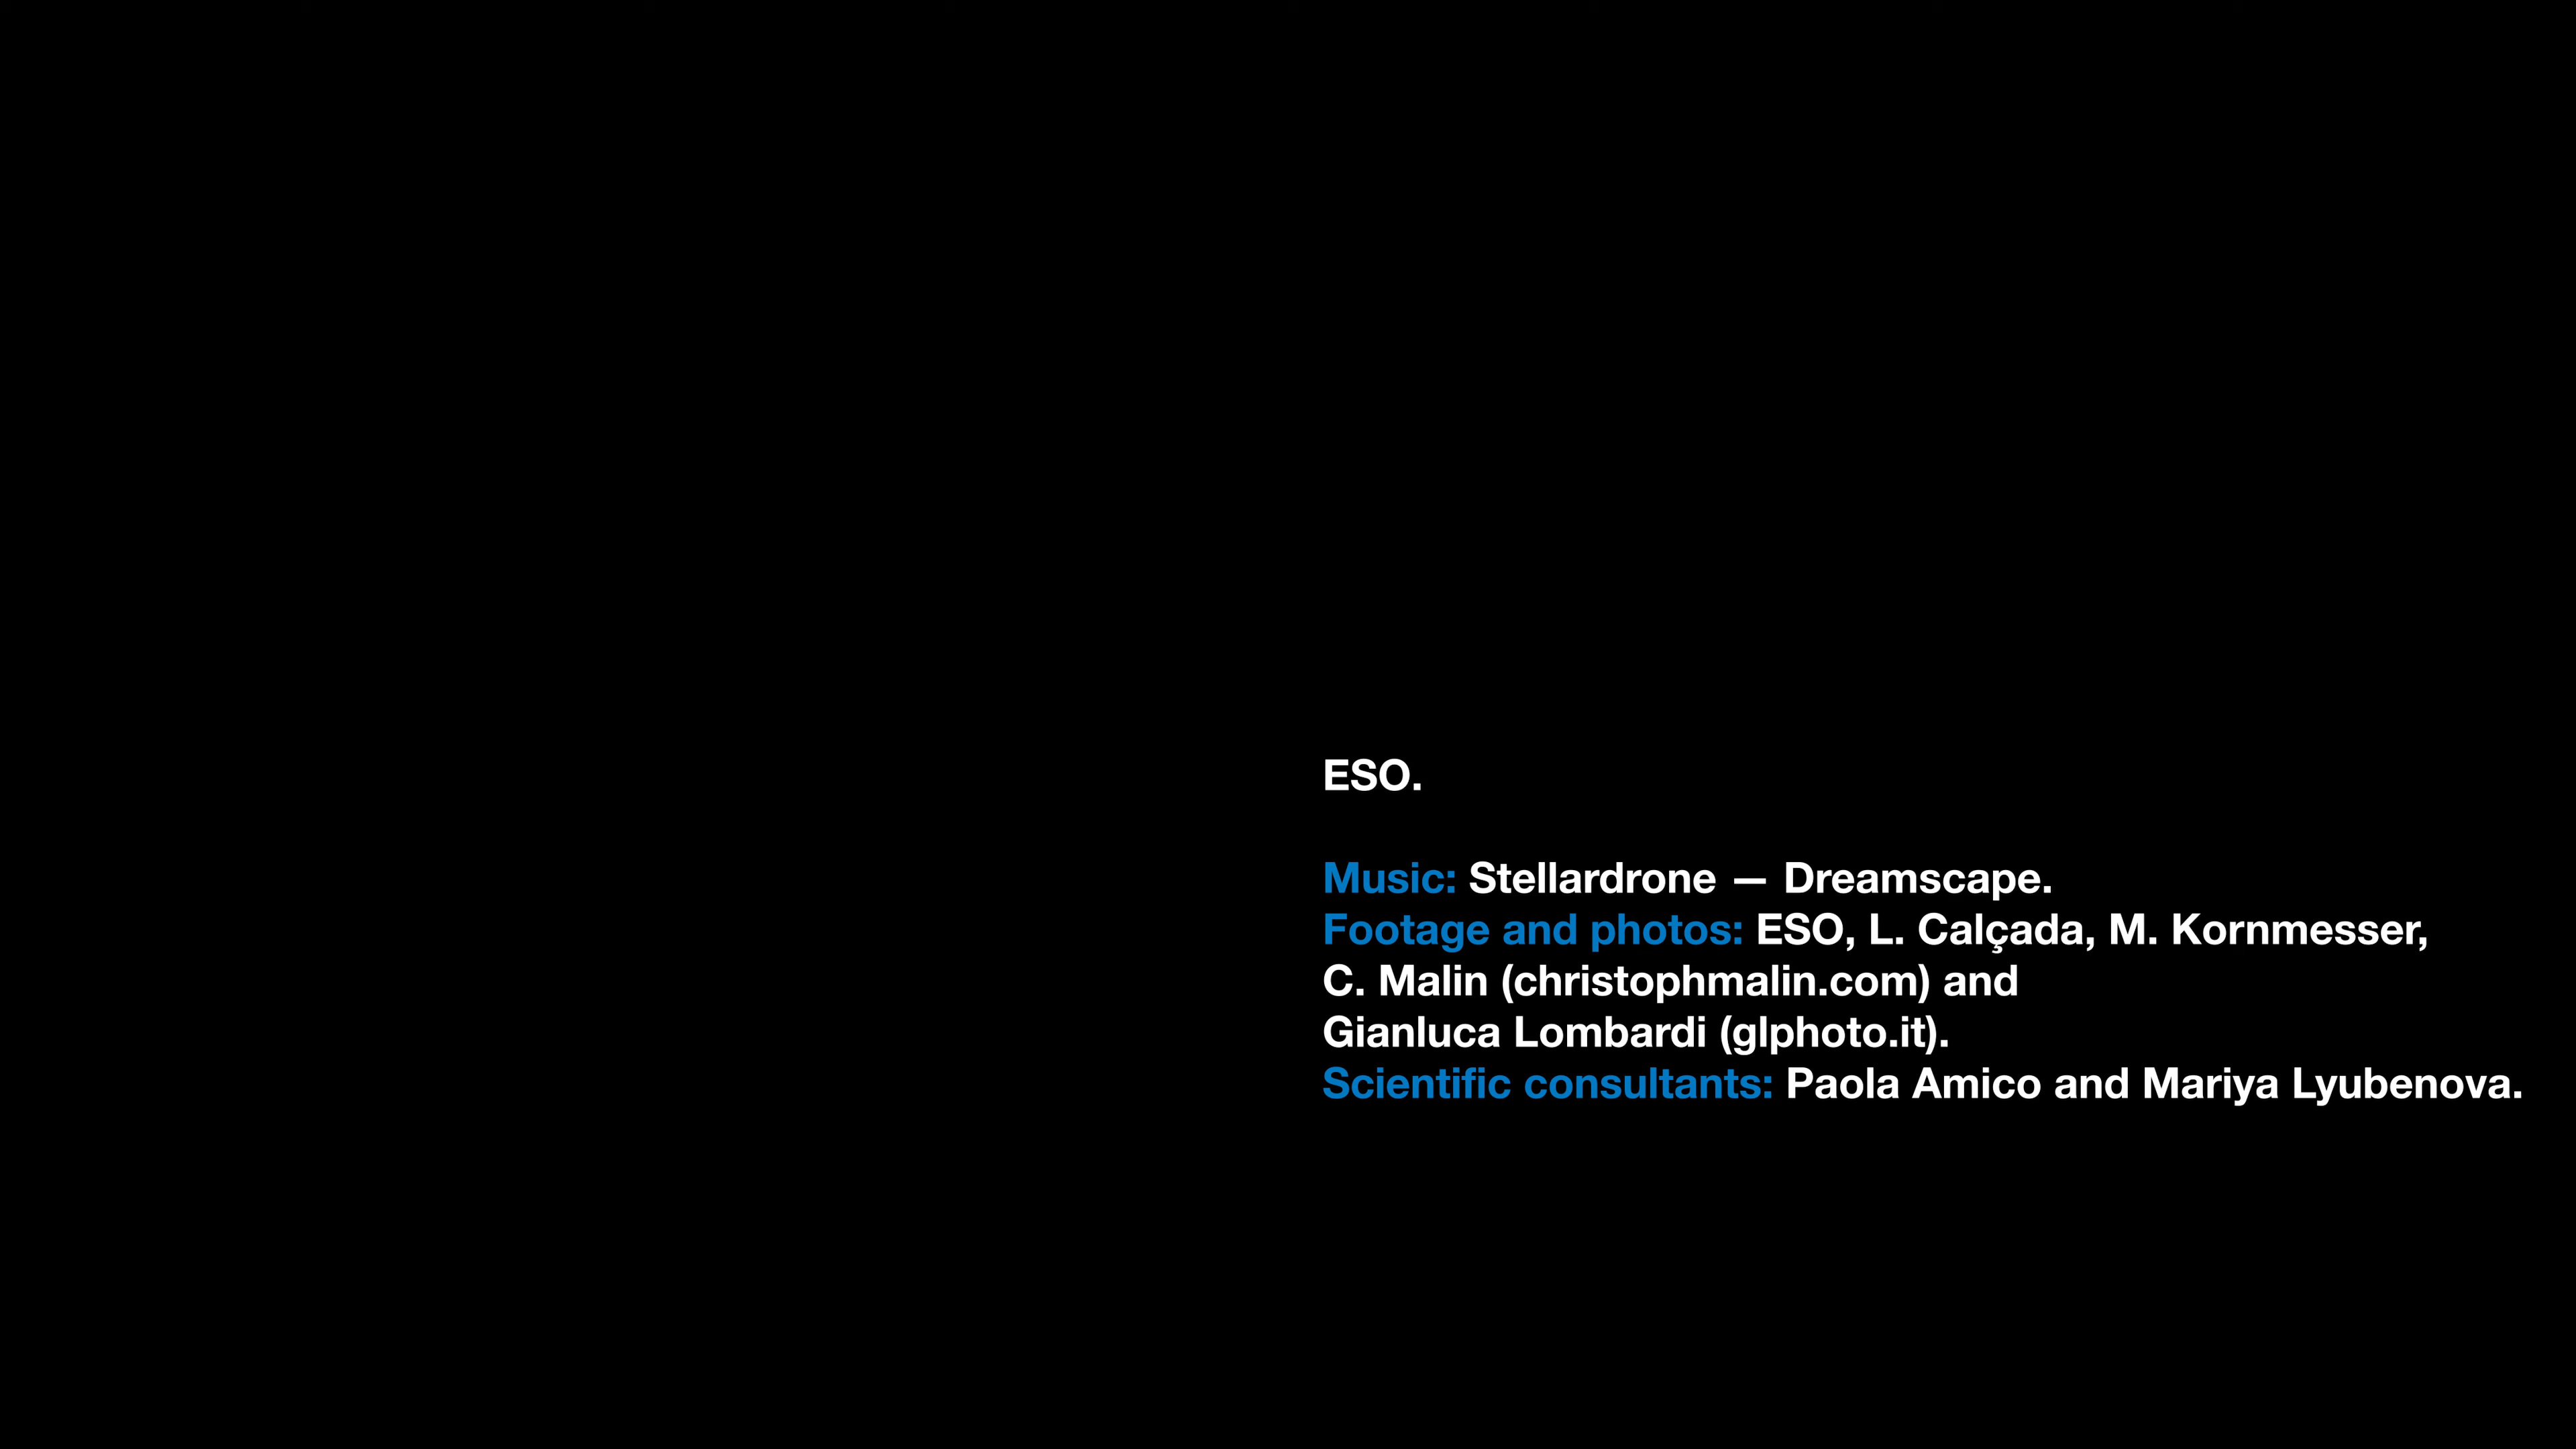 ESO.
Music: Stellardrone — Dreamscape.
Footage and photos: ESO, L. Calçada, M. Kornmesser,
C. Malin (christophmalin.com) and
Gianluca Lombardi (glphoto.it).
Scientific consultants: Paola Amico and Mariya Lyubenova.